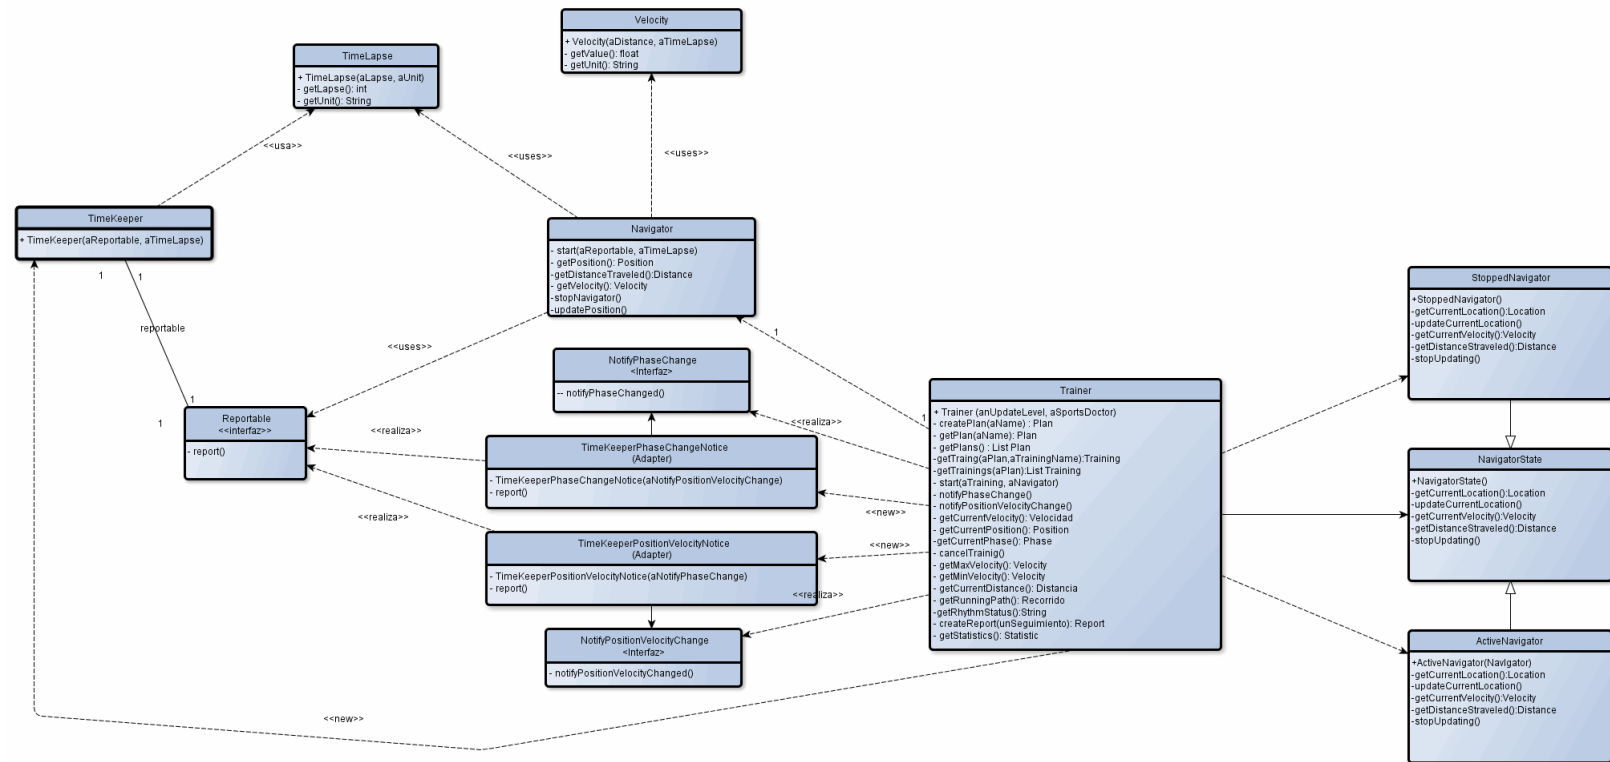 Velocity
+ Velocity(aDistance, aTimeLapse)
- getValue(): float
- getUnit(): String
TimeLapse
+ TimeLapse(aLapse, aUnit)
- getLapse(): int
- getUnit(): String
<<usa>>
<<uses>>
<<uses>>
TimeKeeper
+ TimeKeeper(aReportable, aTimeLapse)
1
1
reportable
1
1
Navigator
- start(aReportable, aTimeLapse)
- getPosition(): Position
-getDistanceTraveled():Distance
- getVelocity(): Velocity
-stopNavigator()
-updatePosition()
1
1
<<uses>>
Reportable
<<interfaz>>
- report()
NotifyPhaseChange
<Interfaz>
-- notifyPhaseChanged()
<<realiza>>
<<realiza>>
TimeKeeperPhaseChangeNotice
(Adapter)
- TimeKeeperPhaseChangeNotice(aNotifyPositionVelocityChange)
- report()
<<new>>
<<realiza>>
TimeKeeperPositionVelocityNotice
(Adapter)
- TimeKeeperPositionVelocityNotice(aNotifyPhaseChange)
- report()
<<new>>
<<realiza>>
NotifyPositionVelocityChange
<Interfaz>
- notifyPositionVelocityChanged()
<<new>>
Trainer
+ Trainer (anUpdateLevel, aSportsDoctor)
- createPlan(aName) : Plan
- getPlan(aName): Plan
- getPlans() : List Plan
-getTraing(aPlan,aTrainingName):Training
-getTrainings(aPlan):List Training
- start(aTraining, aNavigator)
- notifyPhaseChange()
- notifyPositionVelocityChange()
- getCurrentVelocity(): Velocidad
- getCurrentPosition(): Position
-getCurrentPhase(): Phase
- cancelTrainig()
- getMaxVelocity(): Velocity
- getMinVelocity(): Velocity
- getCurrentDistance(): Distancia
- getRunningPath(): Recorrido
-getRhythmStatus():String
- createReport(unSeguimiento): Report
- getStatistics(): Statistic
StoppedNavigator
+StoppedNavigator()
-getCurrentLocation():Location
-updateCurrentLocation()
-getCurrentVelocity():Velocity
-getDistanceStraveled():Distance
-stopUpdating()
NavigatorState
+NavigatorState()
-getCurrentLocation():Location
-updateCurrentLocation()
-getCurrentVelocity():Velocity
-getDistanceStraveled():Distance
-stopUpdating()
ActiveNavigator
+ActiveNavigator(Navigator)
-getCurrentLocation():Location
-updateCurrentLocation()
-getCurrentVelocity():Velocity
-getDistanceStraveled():Distance
-stopUpdating()